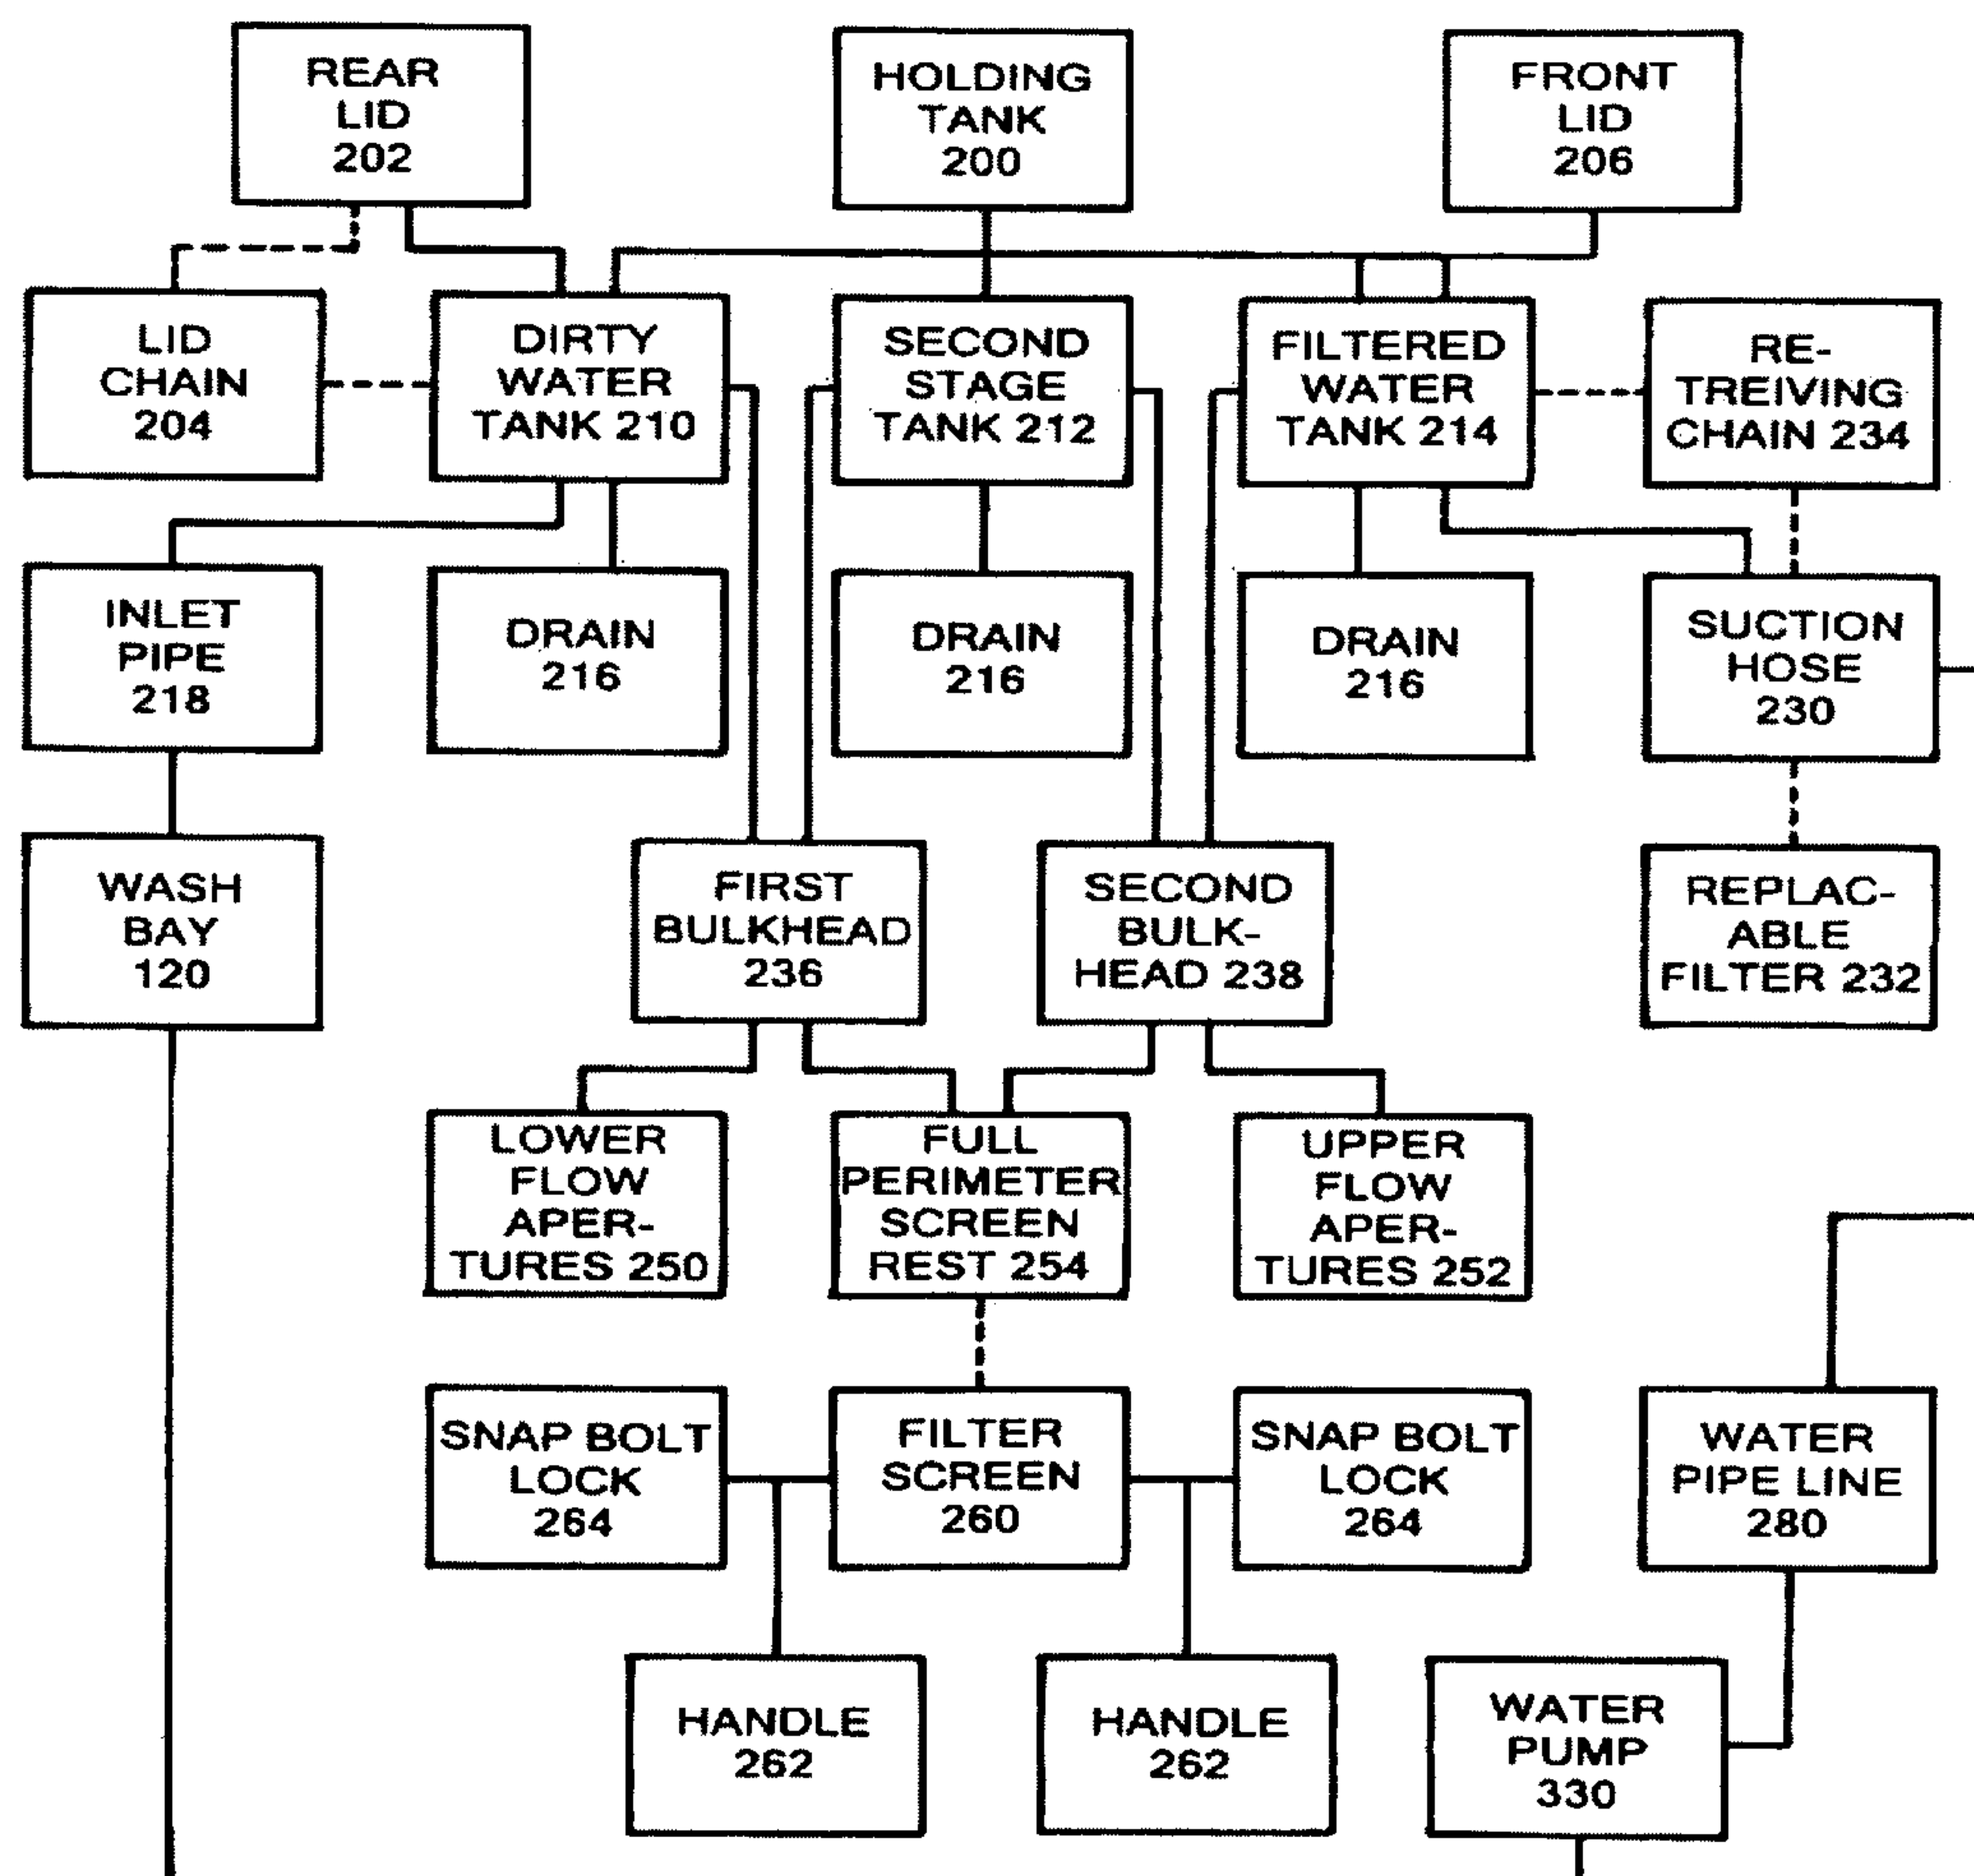 REAR
LID
202
HOLDING
TANK
200
FRONT
LID
206
LID
CHAIN
204
DIRTY
WATER
TANK 210
SECOND
STAGE
TANK 212
FILTERED
WATER
TANK 214
RE-
TREIVING
CHAIN 234
INLET
PIPE
218
DRAIN
216
DRAIN
216
DRAIN
216
SUCTION
HOSE
230
WASH
BAY
120
FIRST
BULKHEAD
236
SECOND
BULK-
HEAD 238
REPLAC-
ABLE
FILTER 232
LOWER
FLOW
APER-
TURES 250
FULL
PERIMETER
SCREEN
REST 254
UPPER
FLOW
APER-
TURES 252
SNAP BOLT
LOCK
264
FILTER
SCREEN
260
SNAP BOLT
LOCK
264
WATER
PIPE LINE
280
HANDLE
262
HANDLE
262
WATER
PUMP
330